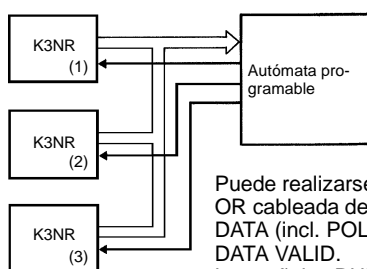 K3NR
(1)
Autómata pro-
gramable
K3NR
(2)
Puede realizarse
OR cableada de
DATA (incl. POL
DATA VALID.
K3NR
(3)